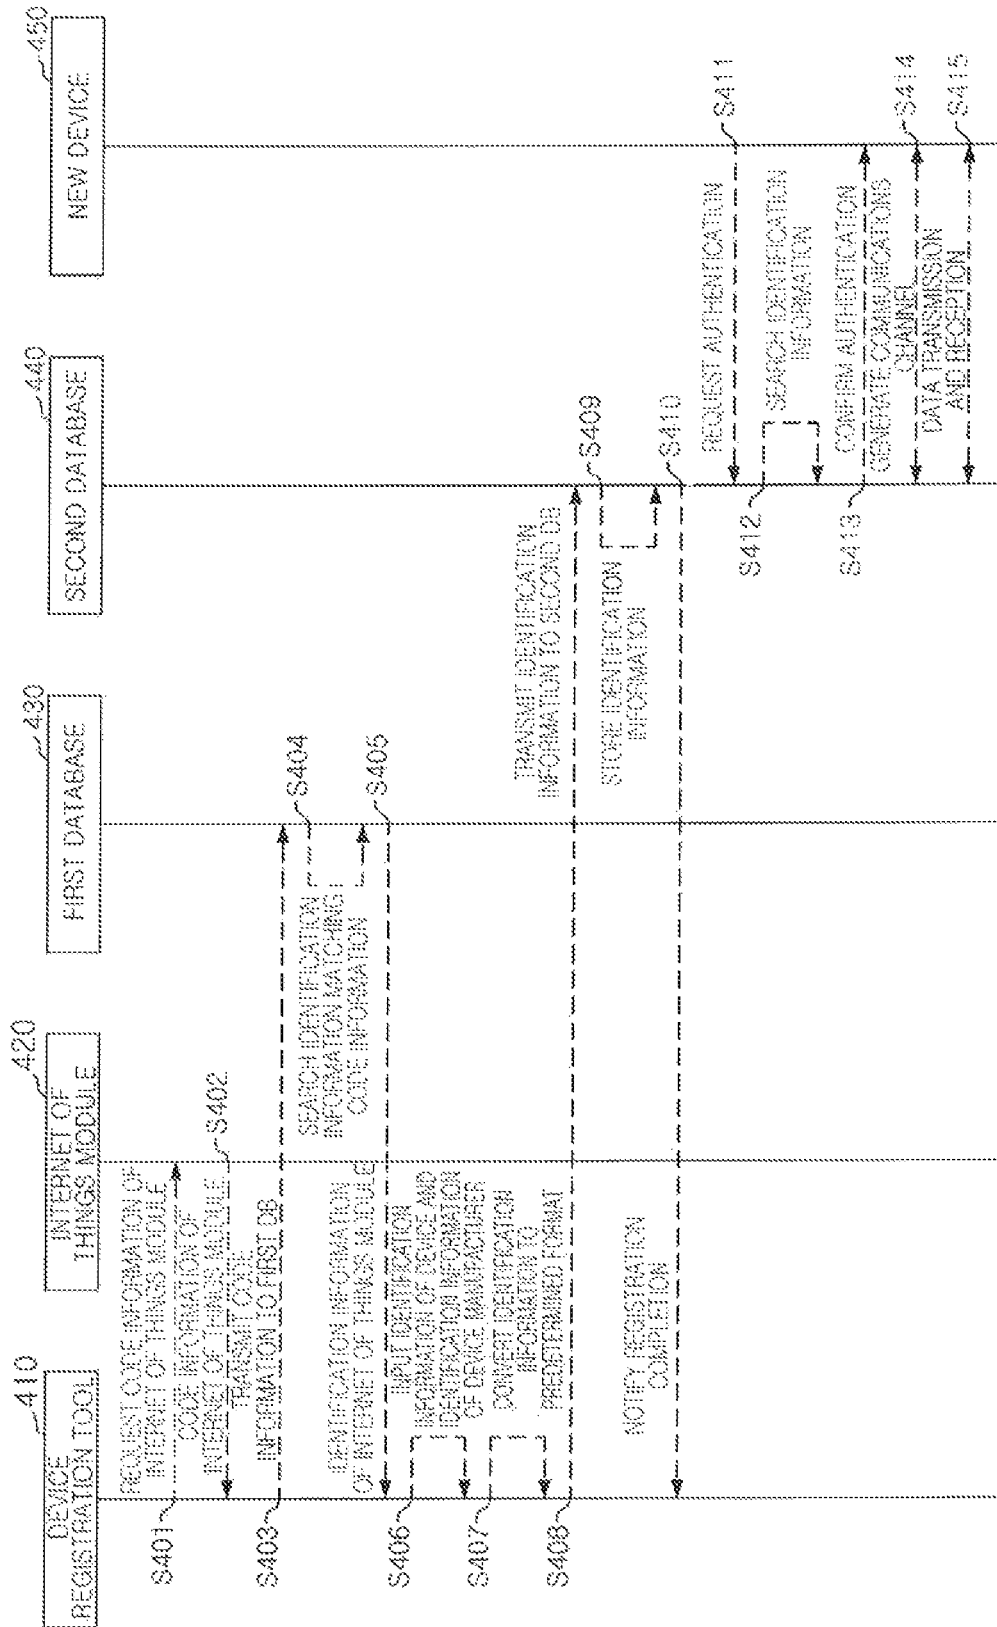 410
DEVICE
REGISTRATION TOOL
420
INTERNET OF
THINGS MODULE
430
FIRST DATABASE
440
SECOND DATABASE
450
NEW DEVICE
REQUEST CODE INFORMATION OF
INTERNET OF THINGS MODULE
S401
CODE INFORMATION OF
INTERNET OF THINGS MODULE
S402
TRANSMIT CODE
INFORMATION TO FIRST DB
S403
S404
SEARCH IDENTIFICATION
INFORMATION MATCHING
CODE INFORMATION
S405
IDENTIFICATION INFORMATION
OF INTERNET OF THINGS MODULE
S406
INPUT IDENTIFICATION
INFORMATION OF DEVICE AND
IDENTIFICATION INFORMATION
OF DEVICE MANUFACTURER
S407
CONVERT IDENTIFICATION
INFORMATION TO
PREDETERMINED FORMAT
S408
TRANSMIT IDENTIFICATION
INFORMATION TO SECOND DB
S409
STORE IDENTIFICATION
INFORMATION
S410
NOTIFY REGISTRATION
COMPLETION
REQUEST AUTHENTICATION
S411
S412
SEARCH IDENTIFICATION
INFORMATION
S413
CONFIRM AUTHENTICATION
GENERATE COMMUNICATIONS
CHANNEL
S414
DATA TRANSMISSION
AND RECEPTION
S415